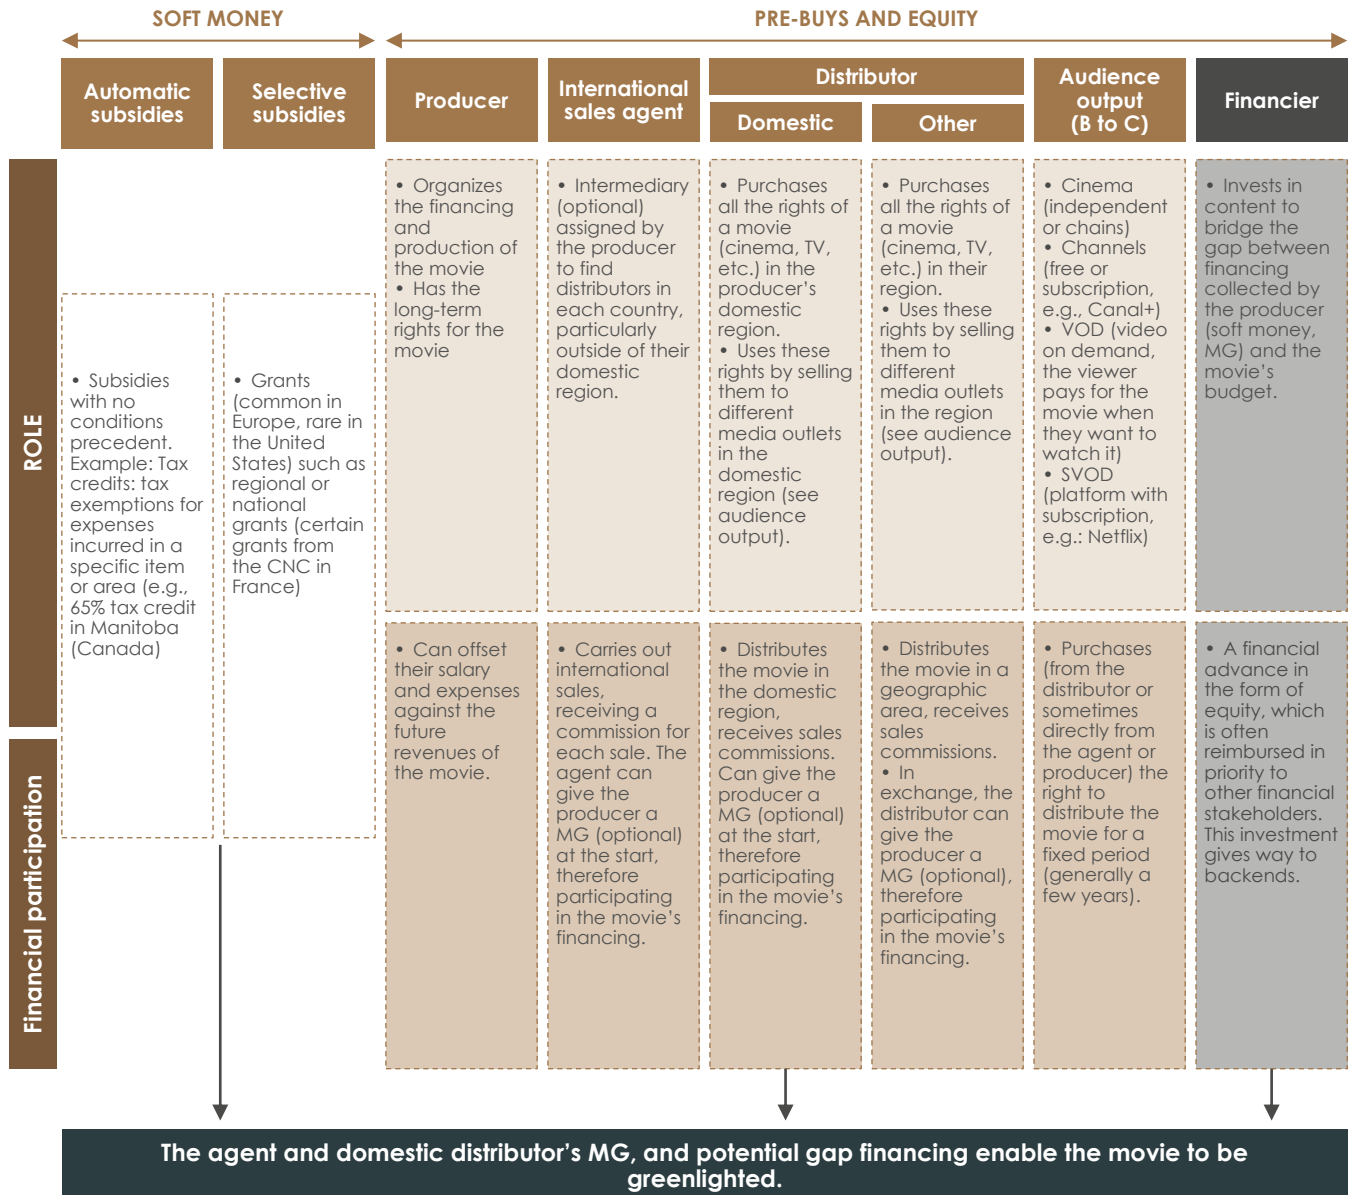 SOFT MONEY
PRE-BUYS AND EQUITY
Automatic
subsidies
Selective
subsidies
Producer
International
sales agent
Distributor
Domestic
Other
Audience
output
(B to C)
Financier
ROLE
• Subsidies
with no
conditions
precedent.
Example: Tax
credits: tax
exemptions for
expenses
incurred in a
specific item
or area (e.g.,
65% tax credit
in Manitoba
(Canada)
• Grants
(common in
Europe, rare in
the United
States) such as
regional or
national
grants (certain
grants from
the CNC in
France)
• Organizes
the financing
and
production of
the movie
• Has the
long-term
rights for the
movie
• Intermediary
(optional)
assigned by
the producer
to find
distributors in
each country,
particularly
outside of their
domestic
region.
• Purchases
all the rights of
a movie
(cinema, TV,
etc.) in the
producer’s
domestic
region.
• Uses these
rights by selling
them to
different
media outlets
in the
domestic
region (see
audience
output).
• Purchases
all the rights of
a movie
(cinema, TV,
etc.) in their
region.
• Uses these
rights by selling
them to
different
media outlets
in the region
(see audience
output).
• Cinema
(independent
or chains)
• Channels
(free or
subscription,
e.g., Canal+)
• VOD (video
on demand,
the viewer
pays for the
movie when
they want to
watch it)
• SVOD
(platform with
subscription,
e.g.: Netflix)
• Invests in
content to
bridge the
gap between
financing
collected by
the producer
(soft money,
MG) and the
movie’s
budget.
Financial participation
• Can offset
their salary
and expenses
against the
future
revenues of
the movie.
• Carries out
international
sales,
receiving a
commission for
each sale. The
agent can
give the
producer a
MG (optional)
at the start,
therefore
participating
in the movie’s
financing.
• Distributes
the movie in
the domestic
region,
receives sales
commissions.
Can give the
producer a
MG (optional)
at the start,
therefore
participating
in the movie’s
financing.
• Distributes
the movie in a
geographic
area, receives
sales
commissions.
• In
exchange, the
distributor can
give the
producer a
MG (optional),
therefore
participating
in the movie’s
financing.
• Purchases
(from the
distributor or
sometimes
directly from
the agent or
producer) the
right to
distribute the
movie for a
fixed period
(generally a
few years).
• A financial
advance in
the form of
equity, which
is often
reimbursed in
priority to
other financial
stakeholders.
This investment
gives way to
backends.
The agent and domestic distributor’s MG, and potential gap financing enable the movie to be
greenlighted.